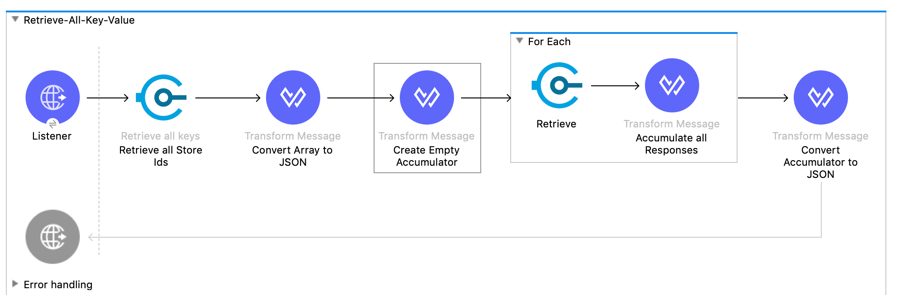 Retrieve-All-Key-Value
For Each
Listener
Retrieve all keys
Retrieve all Store
Ids
Transform Message
Convert Array to
JSON
Transform Message
Create Empty
Accumulator
Retrieve
Transform Message
Accumulate all
Responses
Transform Message
Convert
Accumulator to
JSON
Error handling